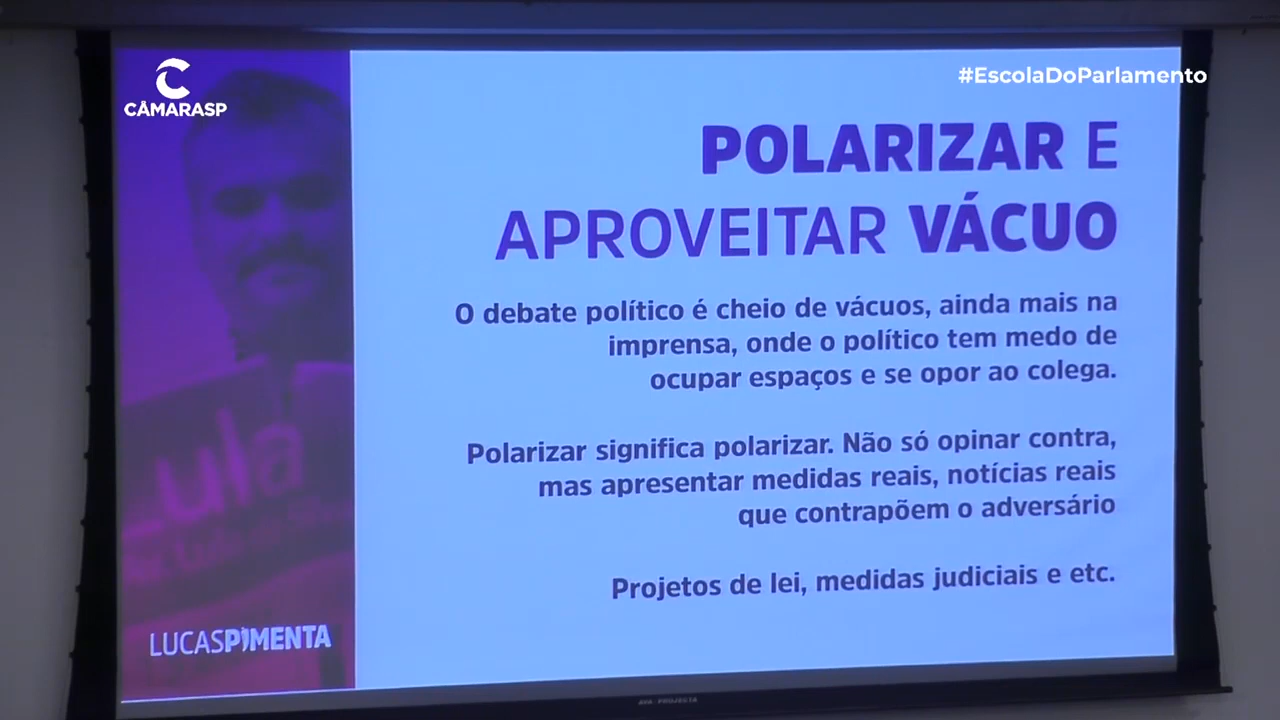 CÂMARASP
#EscolaDoParlamento
POLARIZAR E
APROVEITAR VÁCUO
O debate político é cheio de vácuos, ainda mais na
imprensa, onde o político tem medo de
ocupar espaços e se opor ao colega.
Polarizar significa polarizar. Não só opinar contra,
mas apresentar medidas reais, notícias reais
que contrapõem o adversário
Projetos de lei, medidas judiciais e etc.
Lula
LUCASPIMENTA